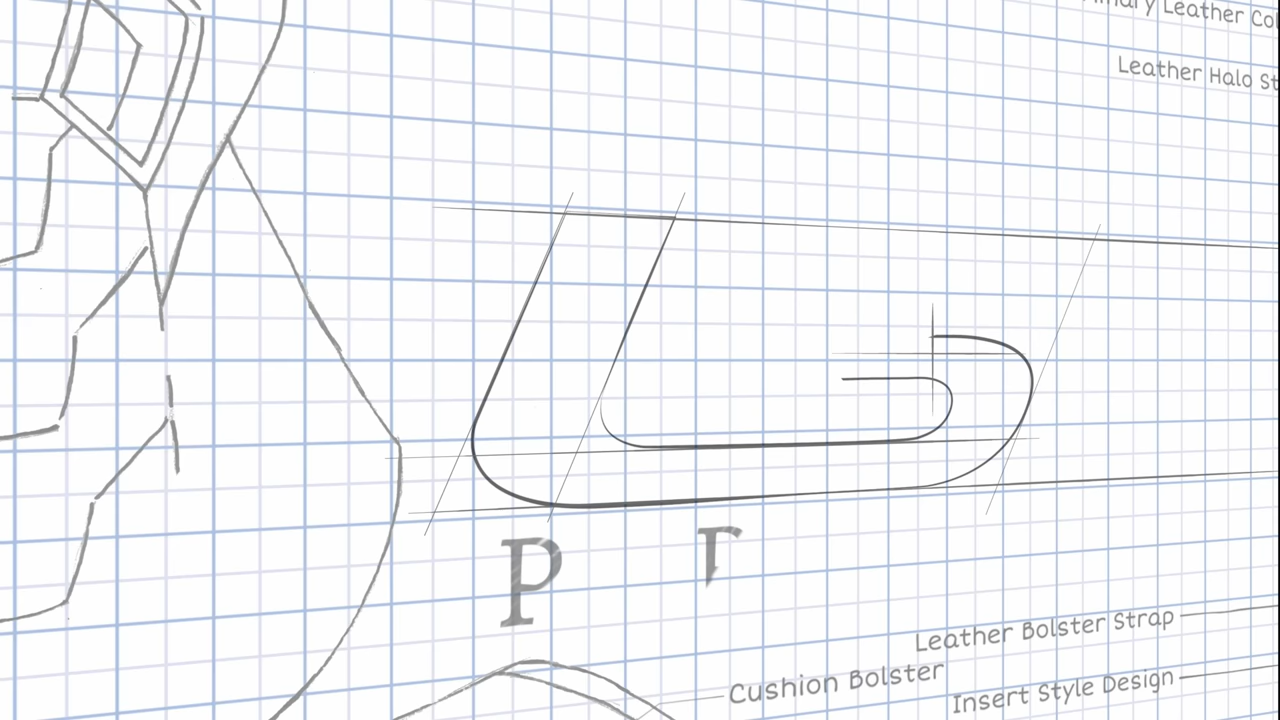 Leather Halo St
P
Leather Bolster Strap
Cushion Bolster
Insert Style Design